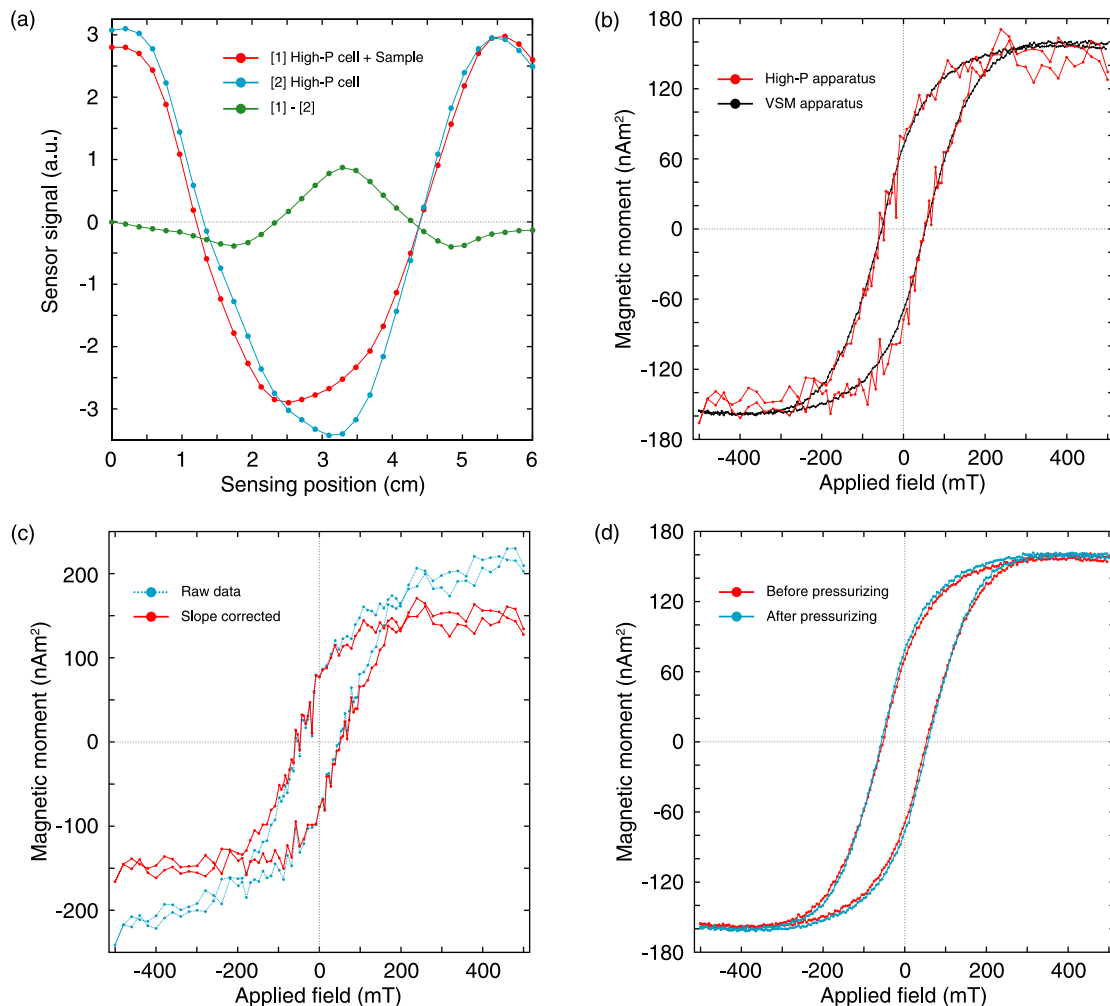 (a)
3
2
1
0
-1
-2
-3
Sensor signal (a.u.)
[1] High-P cell + Sample
[2] High-P cell
[1] - [2]
0 1 2 3 4 5 6
Sensing position (cm)
(b)
180
120
60
0
-60
-120
-180
Magnetic moment (nAm²)
High-P apparatus
VSM apparatus
-400 -200 0 200 400
Applied field (mT)
(c)
200
100
0
-100
-200
Magnetic moment (nAm²)
Raw data
Slope corrected
-400 -200 0 200 400
Applied field (mT)
(d)
180
120
60
0
-60
-120
-180
Magnetic moment (nAm²)
Before pressurizing
After pressurizing
-400 -200 0 200 400
Applied field (mT)